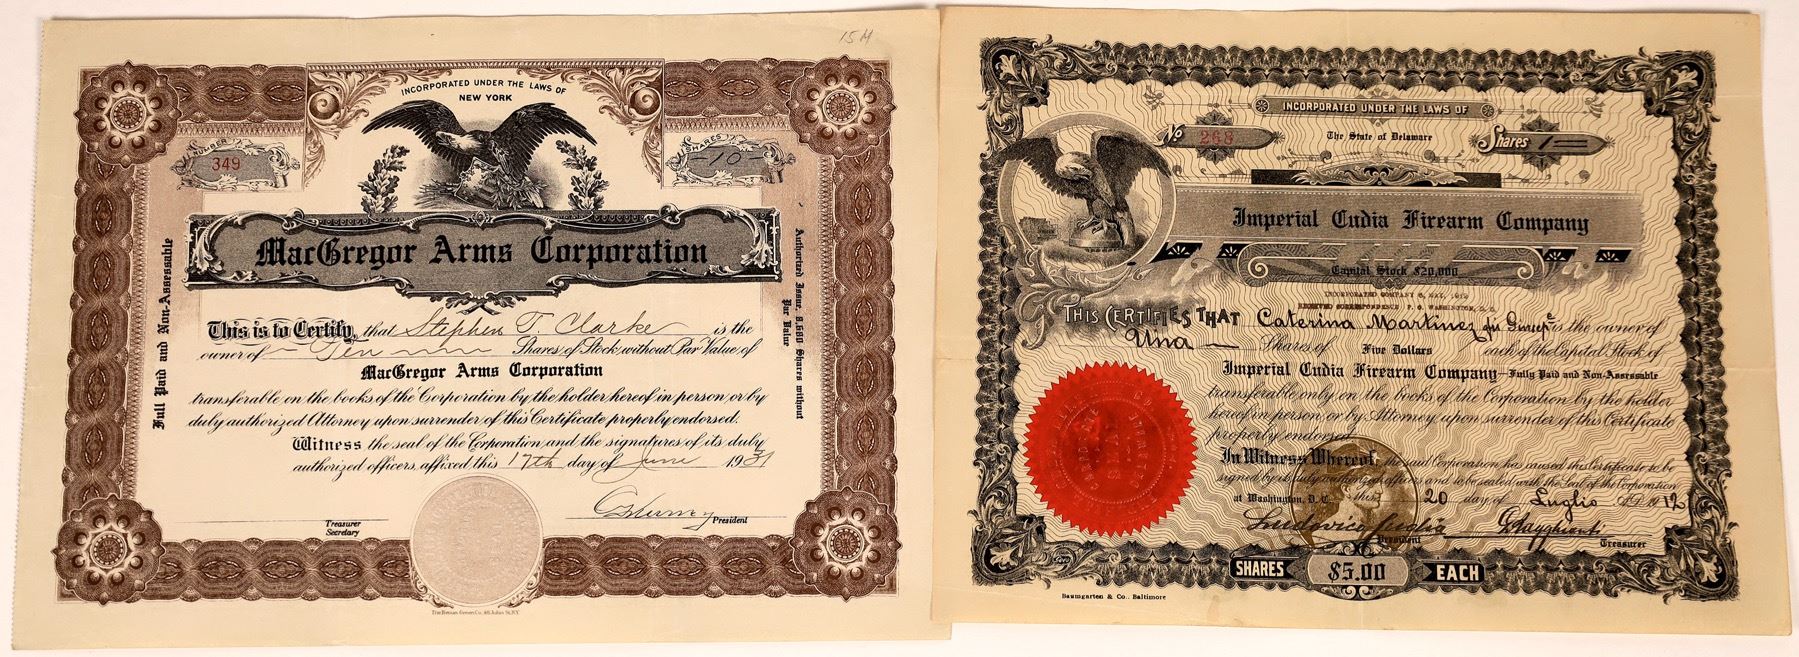 15 M
INCORPORATED UNDER THE LAWS OF
NEW YORK
NUMBER
349
SHARES
-10-
MacGregor Arms Corporation
Full Paid and Non-Assessable
Authorized Issue 8,680 Shares without
Par Value
This is to Certify, that Stephen T. Clarke is the
owner of Ten Shares of Stock without Par Value of
MacGregor Arms Corporation
transferable on the books of the Corporation by the holder hereof in person or by
duly authorized Attorney upon surrender of this Certificate properly endorsed.
Witness the seal of the Corporation and the signatures of its duly
authorized officers, affixed this 17th day of June 1931
Treasurer
Secretary
President
INCORPORATED UNDER THE LAWS OF
The State of Delaware
No 268
Shares 1
Imperial Cudia Firearm Company
Capital Stock $20,000
THIS CERTIFIES THAT Caterina Martinez is the owner of
Una Shares of Five Dollars each of the Capital Stock of
Imperial Cudia Firearm Company—Fully Paid and Non-Assessable
transferable only on the books of the Corporation by the holder
hereof in person or by Attorney upon surrender of this Certificate
properly endorsed
In Witness Whereof, the said Corporation has caused this Certificate to be
signed by its duly authorized officers and to be sealed with the Seal of the Corporation
at Washington, D. C. this 20 day of Luglio A.D. 1912
Ludovico Cudia
President
Treasurer
SHARES $5.00 EACH
Baumgarten & Co., Baltimore